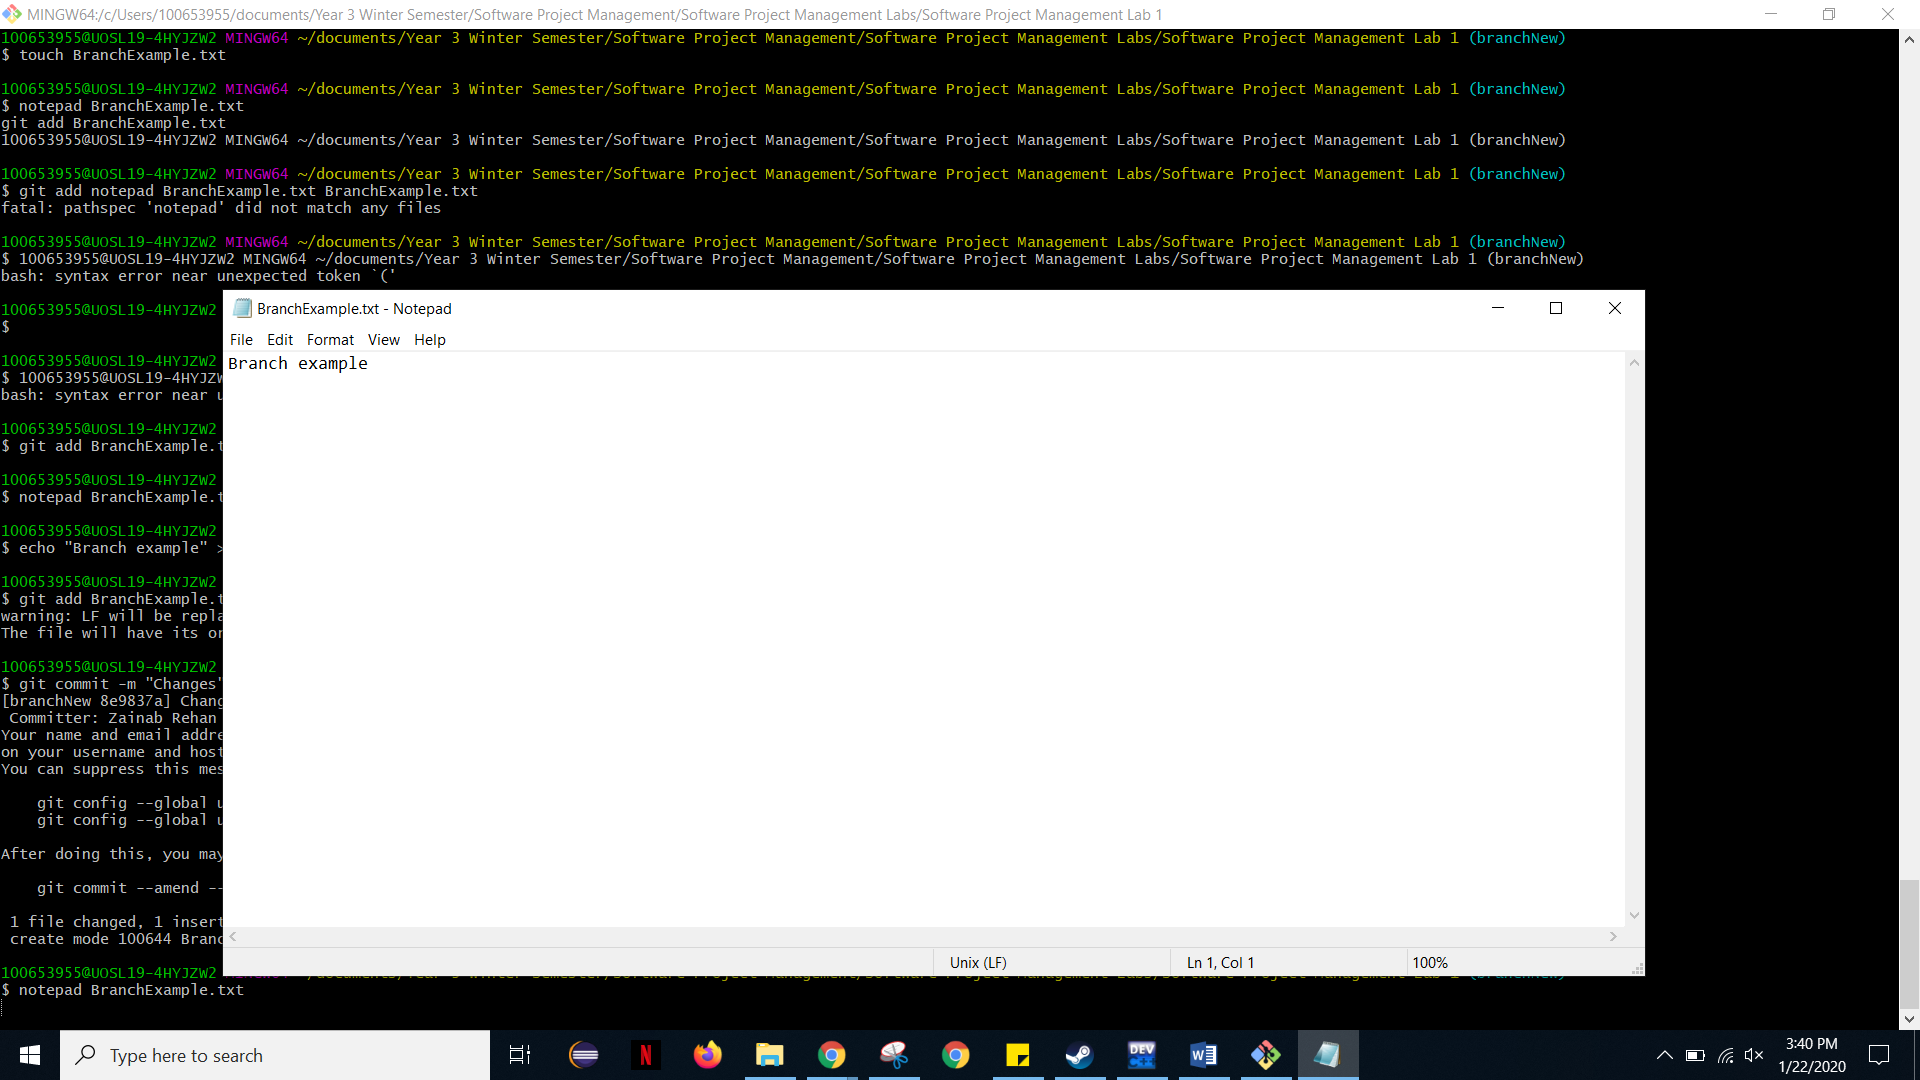 MINGW64:/c/Users/100653955/documents/Year 3 Winter Semester/Software Project Management/Software Project Management Labs/Software Project Management Lab 1
100653955@UOSL19-4HYJZW2 MINGW64 ~/documents/Year 3 Winter Semester/Software Project Management/Software Project Management Labs/Software Project Management Lab 1 (branchNew)
$ touch BranchExample.txt
100653955@UOSL19-4HYJZW2 MINGW64 ~/documents/Year 3 Winter Semester/Software Project Management/Software Project Management Labs/Software Project Management Lab 1 (branchNew)
$ notepad BranchExample.txt
git add BranchExample.txt
100653955@UOSL19-4HYJZW2 MINGW64 ~/documents/Year 3 Winter Semester/Software Project Management/Software Project Management Labs/Software Project Management Lab 1 (branchNew)
100653955@UOSL19-4HYJZW2 MINGW64 ~/documents/Year 3 Winter Semester/Software Project Management/Software Project Management Labs/Software Project Management Lab 1 (branchNew)
$ git add notepad BranchExample.txt BranchExample.txt
fatal: pathspec 'notepad' did not match any files
100653955@UOSL19-4HYJZW2 MINGW64 ~/documents/Year 3 Winter Semester/Software Project Management/Software Project Management Labs/Software Project Management Lab 1 (branchNew)
$ 100653955@UOSL19-4HYJZW2 MINGW64 ~/documents/Year 3 Winter Semester/Software Project Management/Software Project Management Labs/Software Project Management Lab 1 (branchNew)
bash: syntax error near unexpected token `('
100653955@UOSL19-4HYJZW2
$
100653955@UOSL19-4HYJZW2
$ 100653955@UOSL19-4HYJZW
bash: syntax error near u
100653955@UOSL19-4HYJZW2
$ git add BranchExample.t
100653955@UOSL19-4HYJZW2
$ notepad BranchExample.t
100653955@UOSL19-4HYJZW2
$ echo "Branch example" >
100653955@UOSL19-4HYJZW2
$ git add BranchExample.t
warning: LF will be repla
The file will have its or
100653955@UOSL19-4HYJZW2
$ git commit -m "Changes"
[branchNew 8e9837a] Chang
Committer: Zainab Rehan
Your name and email addre
on your username and host
You can suppress this mes
git config --global u
git config --global u
After doing this, you may
git commit --amend --
1 file changed, 1 insert
create mode 100644 Branc
100653955@UOSL19-4HYJZW2
$ notepad BranchExample.txt
BranchExample.txt - Notepad
File Edit Format View Help
Branch example
Unix (LF) Ln 1, Col 1 100%
Type here to search
N
DEV
W
3:40 PM
1/22/2020